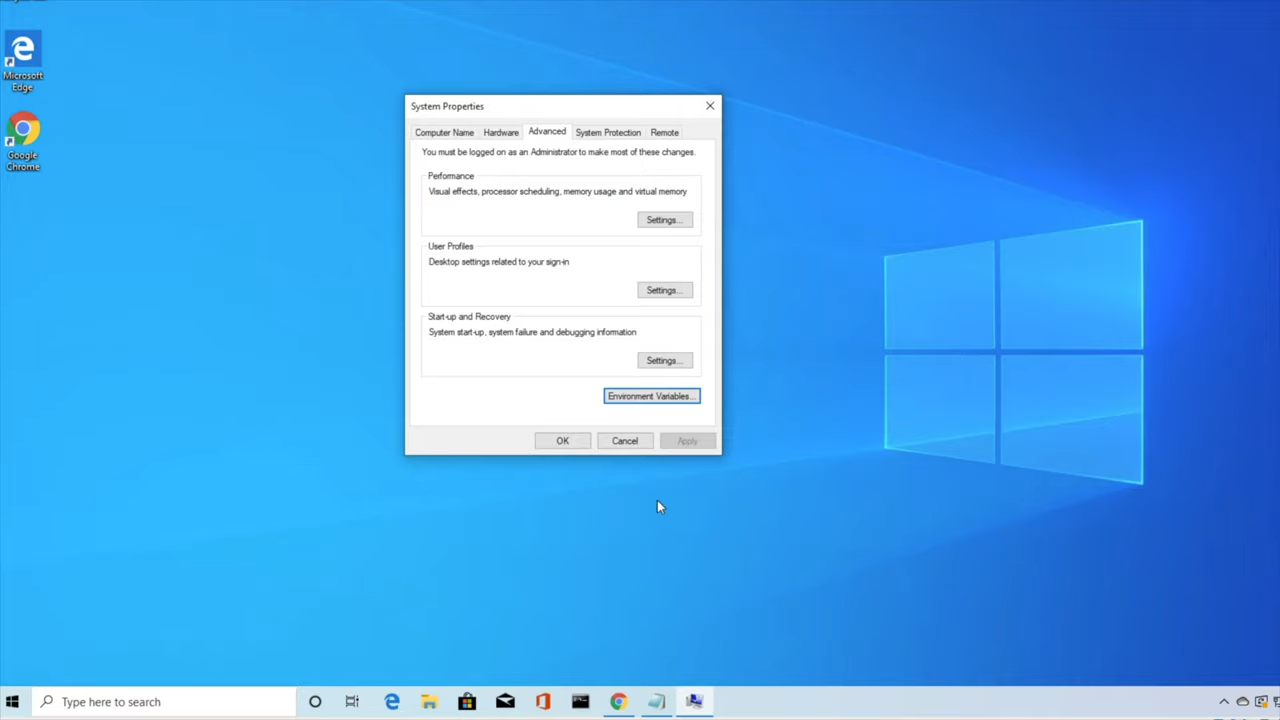 Microsoft
Edge
Google
Chrome
System Properties
Computer Name Hardware Advanced System Protection Remote
You must be logged on as an Administrator to make most of these changes.
Performance
Visual effects, processor scheduling, memory usage and virtual memory
Settings...
User Profiles
Desktop settings related to your sign-in
Settings...
Start-up and Recovery
System start-up, system failure and debugging information
Settings...
Environment Variables...
OK Cancel Apply
Type here to search